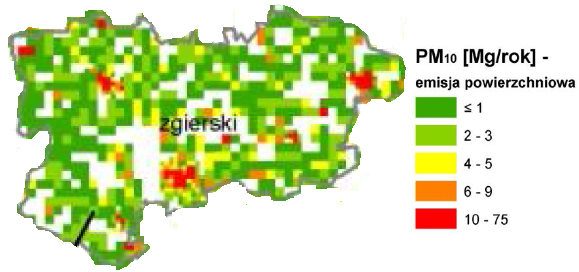 zgierski
PM10 [Mg/rok] -
emisja powierzchniowa
≤ 1
2 - 3
4 - 5
6 - 9
10 - 75